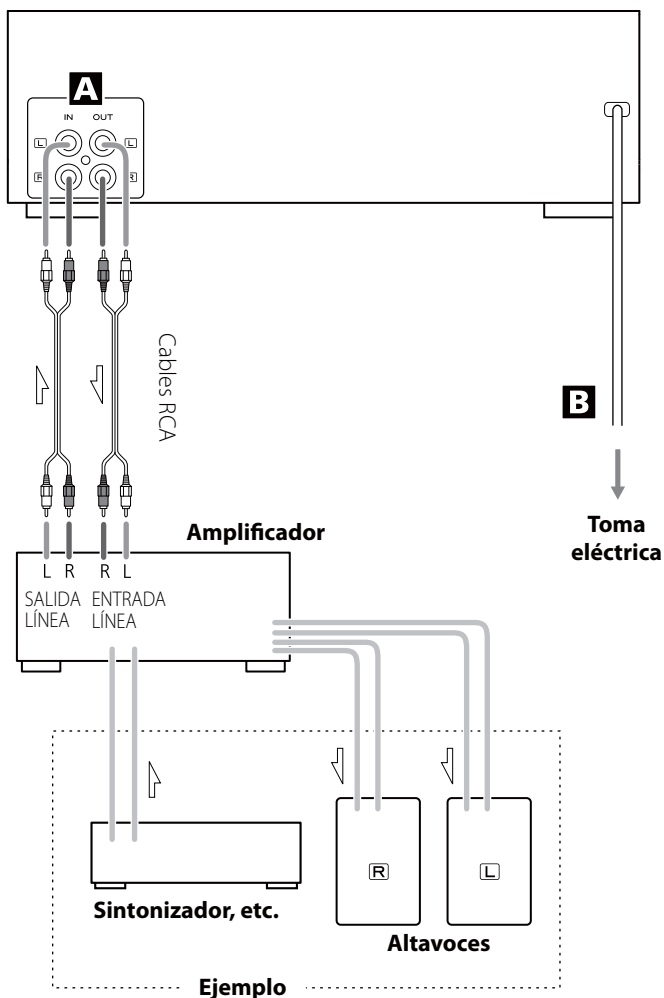 A
IN OUT
L L
R R
Cables RCA
B
Toma
eléctrica
Amplificador
L R R L
SALIDA ENTRADA
LÍNEA LÍNEA
R L
Sintonizador, etc.
Altavoces
Ejemplo